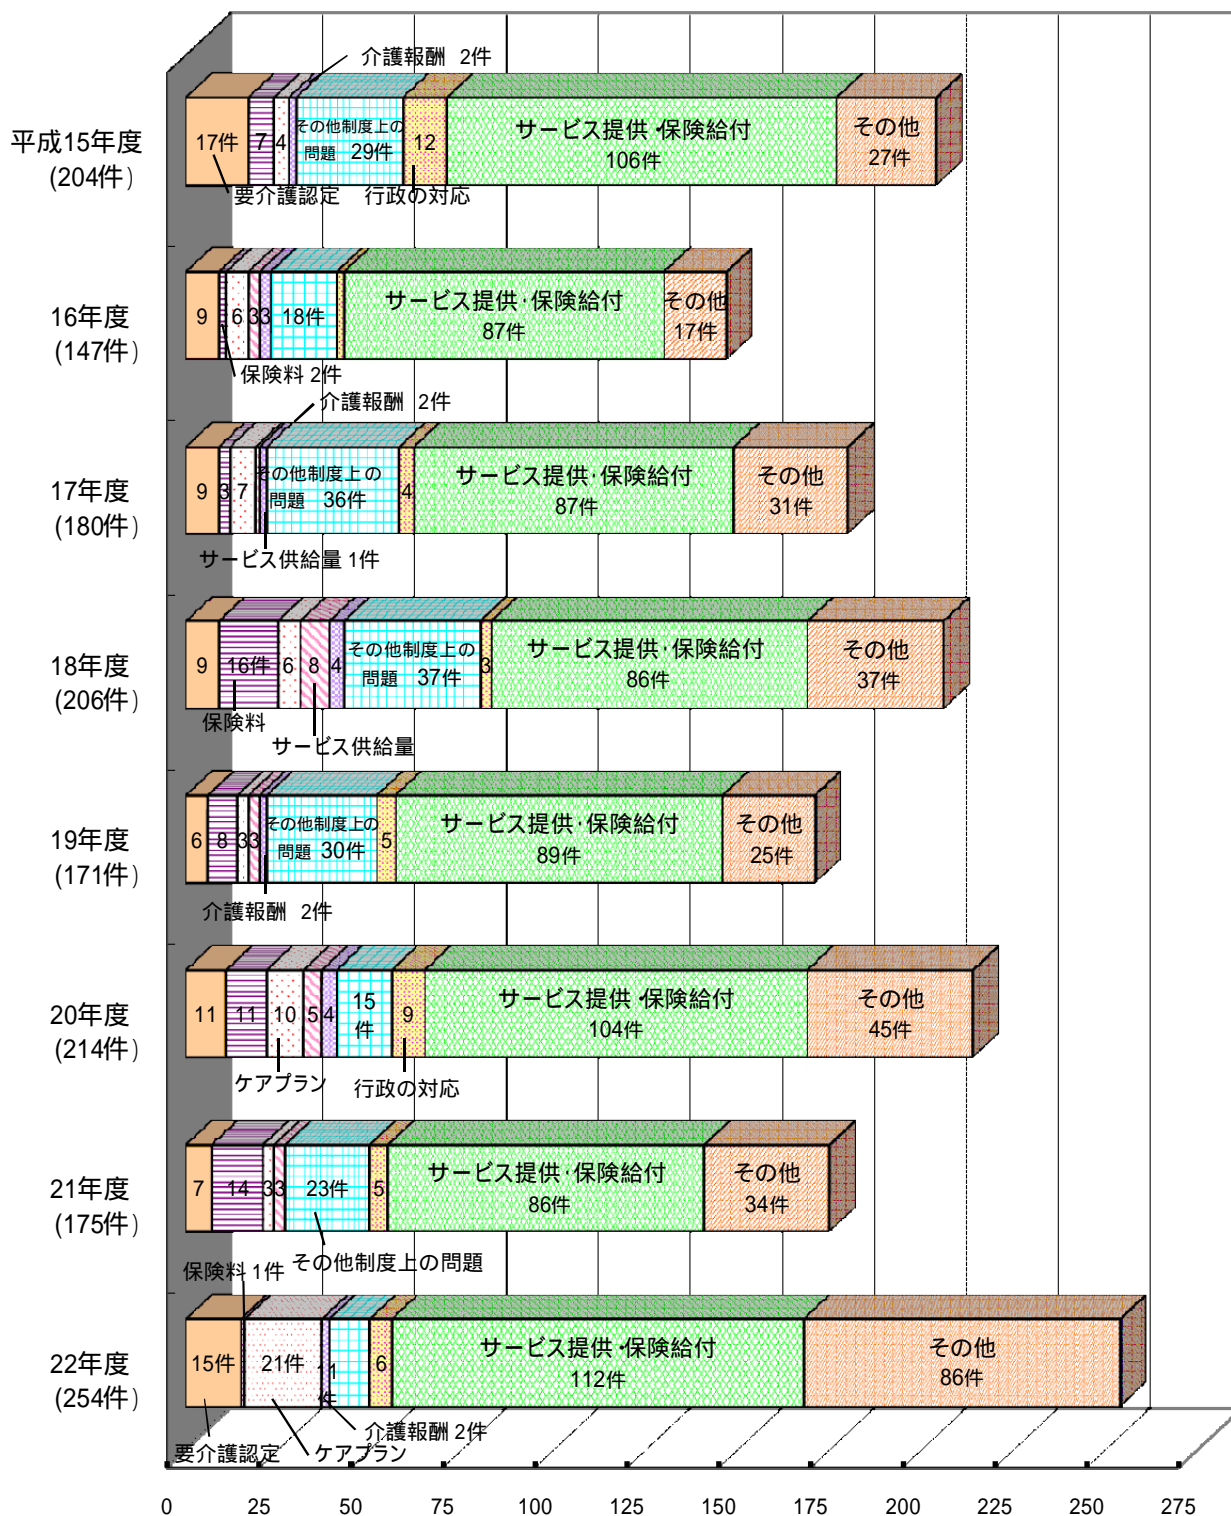 介護報酬 2件
平成15年度
(204件)
17件
7
4
その他制度上の
問題 29件
12
サービス提供・保険給付
106件
その他
27件
要介護認定
行政の対応
16年度
(147件)
9
6
3
3
18件
サービス提供・保険給付
87件
その他
17件
保険料 2件
介護報酬 2件
17年度
(180件)
9
3
7
その他制度上の
問題 36件
4
サービス提供・保険給付
87件
その他
31件
サービス供給量 1件
18年度
(206件)
9
16件
6
8
4
その他制度上の
問題 37件
3
サービス提供・保険給付
86件
その他
37件
保険料
サービス供給量
19年度
(171件)
6
8
3
3
その他制度上の
問題 30件
5
サービス提供・保険給付
89件
その他
25件
介護報酬 2件
20年度
(214件)
11
11
10
5
4
15
件
9
サービス提供・保険給付
104件
その他
45件
ケアプラン
行政の対応
21年度
(175件)
7
14
3
3
23件
5
サービス提供・保険給付
86件
その他
34件
その他制度上の問題
保険料 1件
22年度
(254件)
15件
21件
件
6
サービス提供・保険給付
112件
その他
86件
介護報酬 2件
要介護認定
ケアプラン
0 25 50 75 100 125 150 175 200 225 250 275